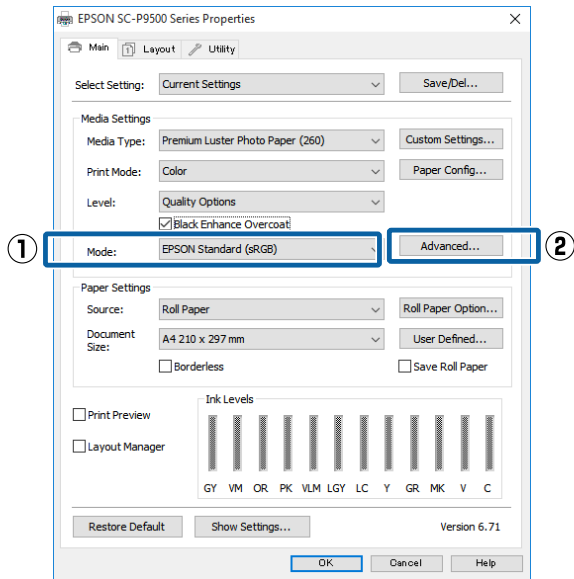 EPSON SC-P9500 Series Properties
Main Layout Utility
Select Setting: Current Settings Save/Del...
Media Settings
Media Type: Premium Luster Photo Paper (260) Custom Settings...
Print Mode: Color Paper Config...
Level: Quality Options
Black Enhance Overcoat
① Mode: EPSON Standard (sRGB) Advanced... ②
Paper Settings
Source: Roll Paper Roll Paper Option...
Document Size: A4 210 x 297 mm User Defined...
Borderless Save Roll Paper
Ink Levels
Print Preview
Layout Manager
GY VM OR PK VLM LGY LC Y GR MK V C
Restore Default Show Settings... Version 6.71
OK Cancel Help